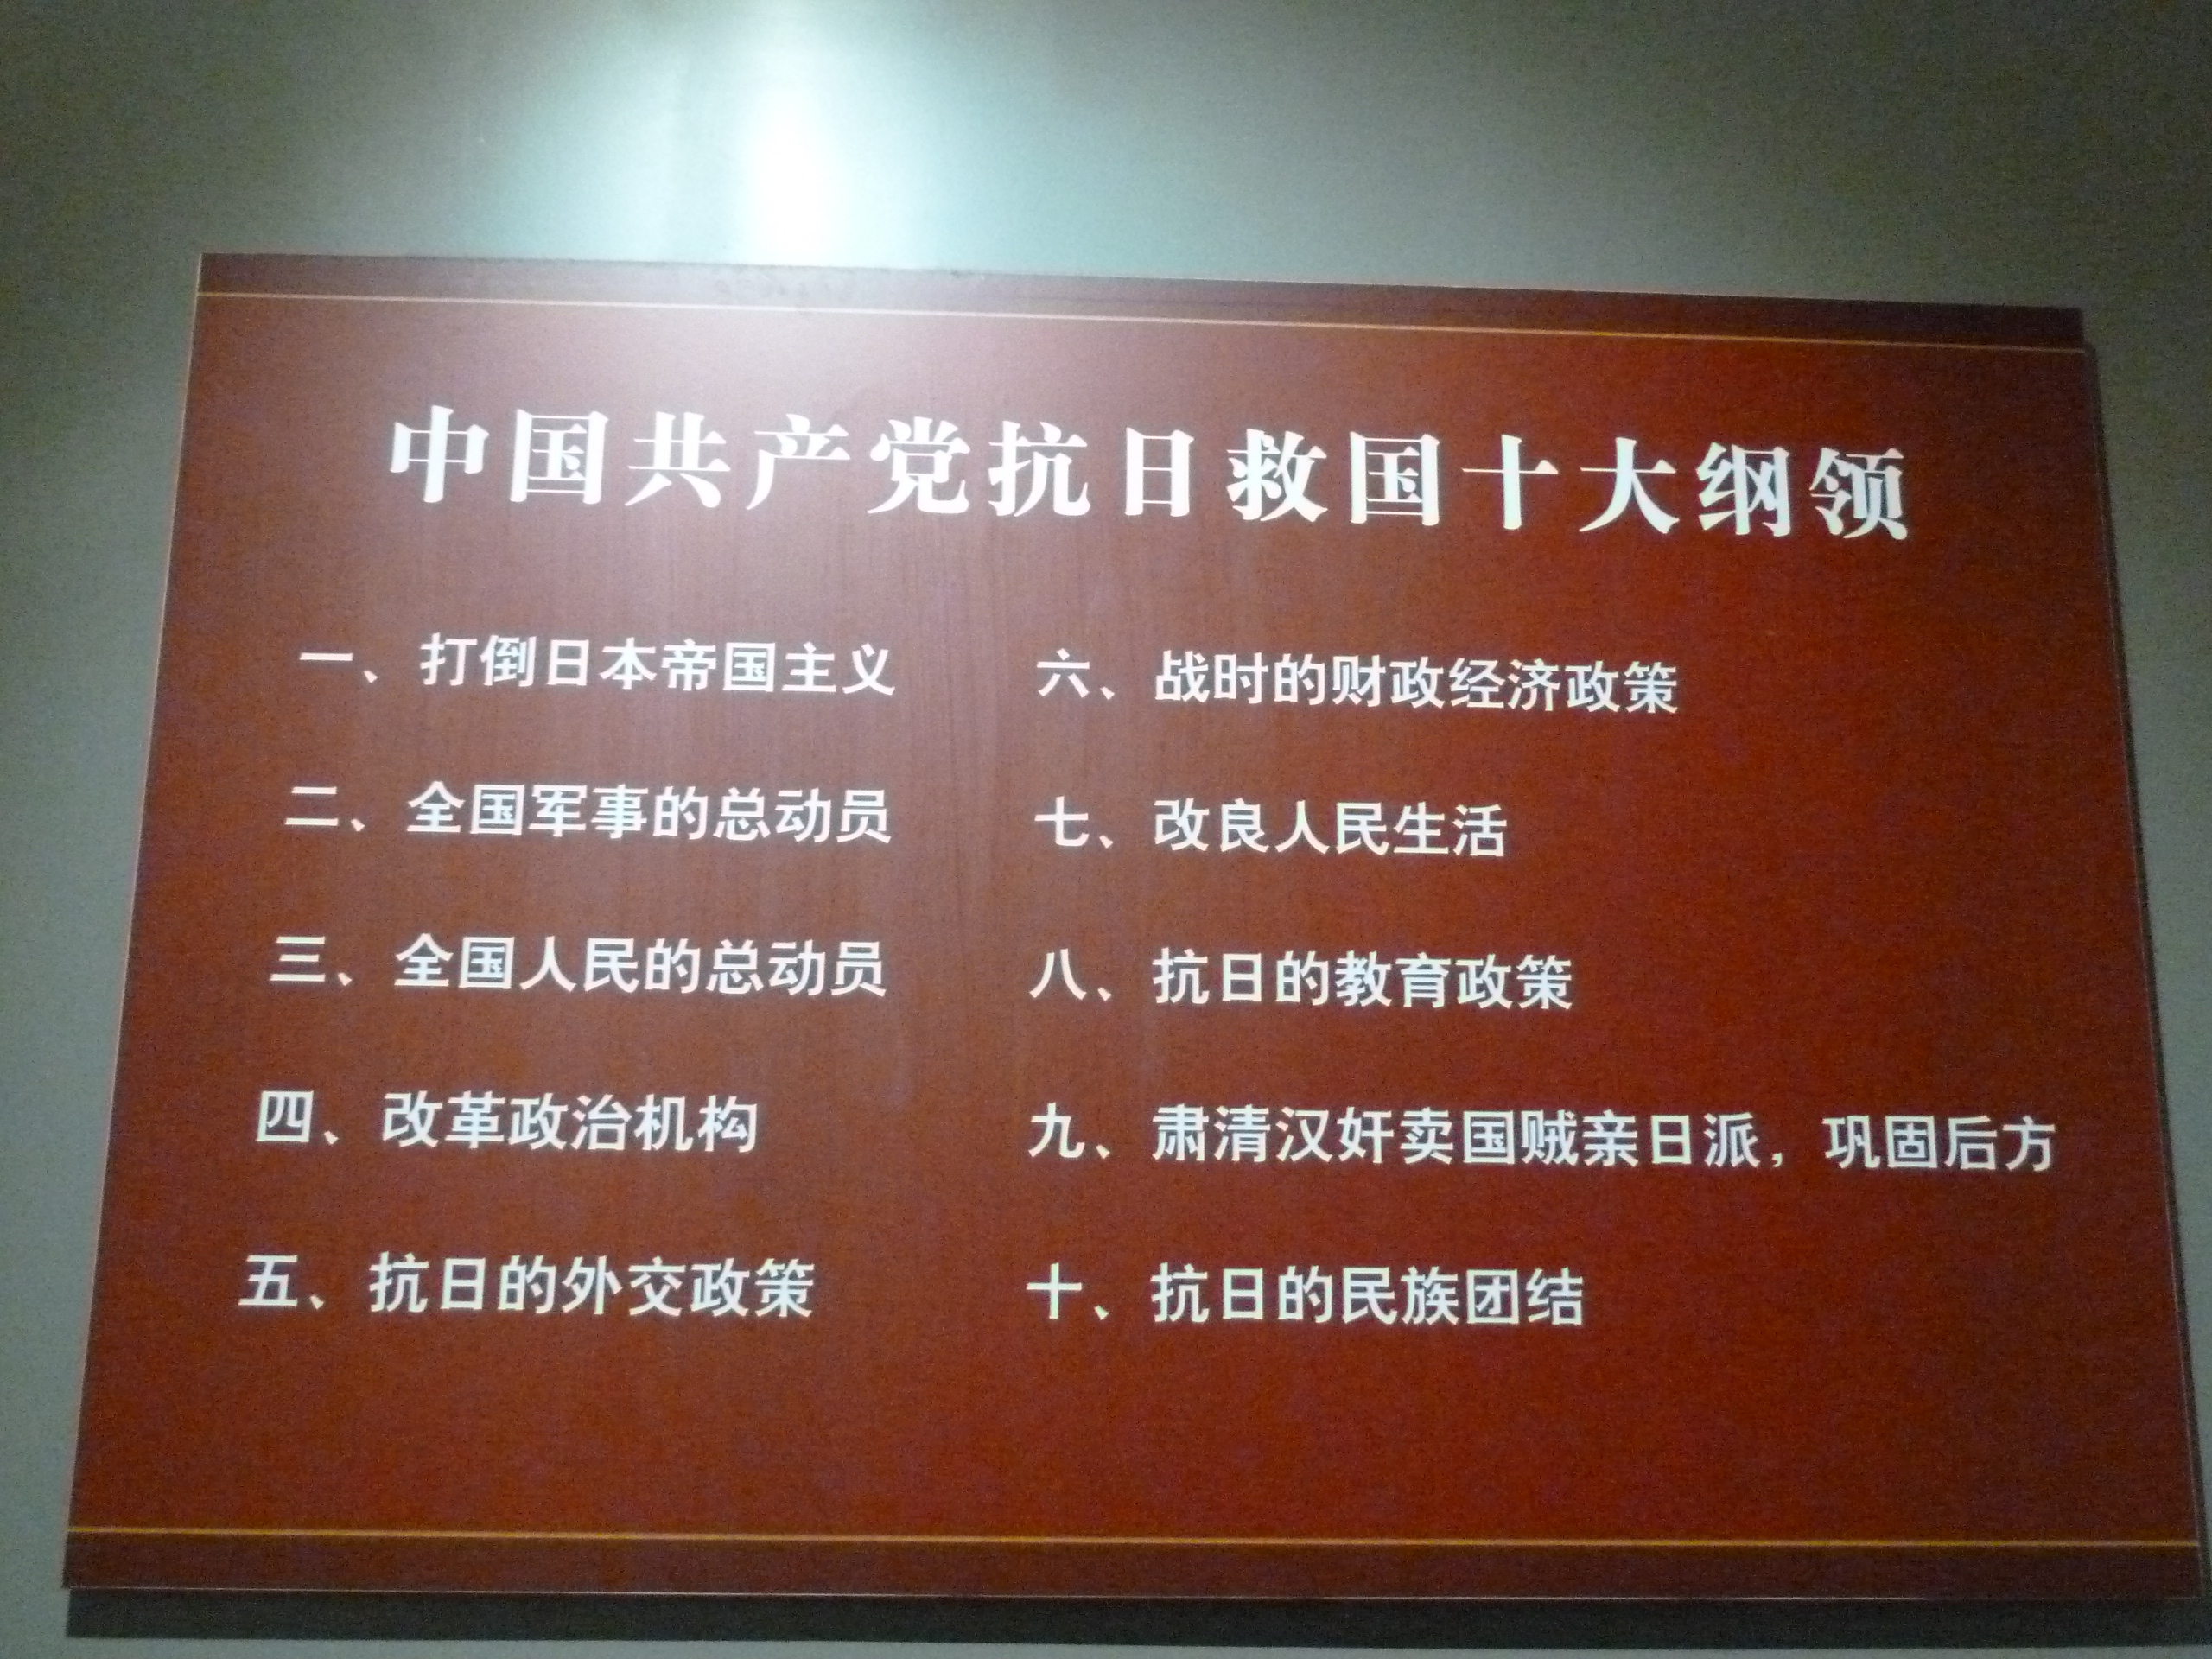 中国共产党抗日救国十大纲领
一、打倒日本帝国主义
二、全国军事的总动员
三、全国人民的总动员
四、改革政治机构
五、抗日的外交政策
六、战时的财政经济政策
七、改良人民生活
八、抗日的教育政策
九、肃清汉奸卖国贼亲日派，巩固后方
十、抗日的民族团结